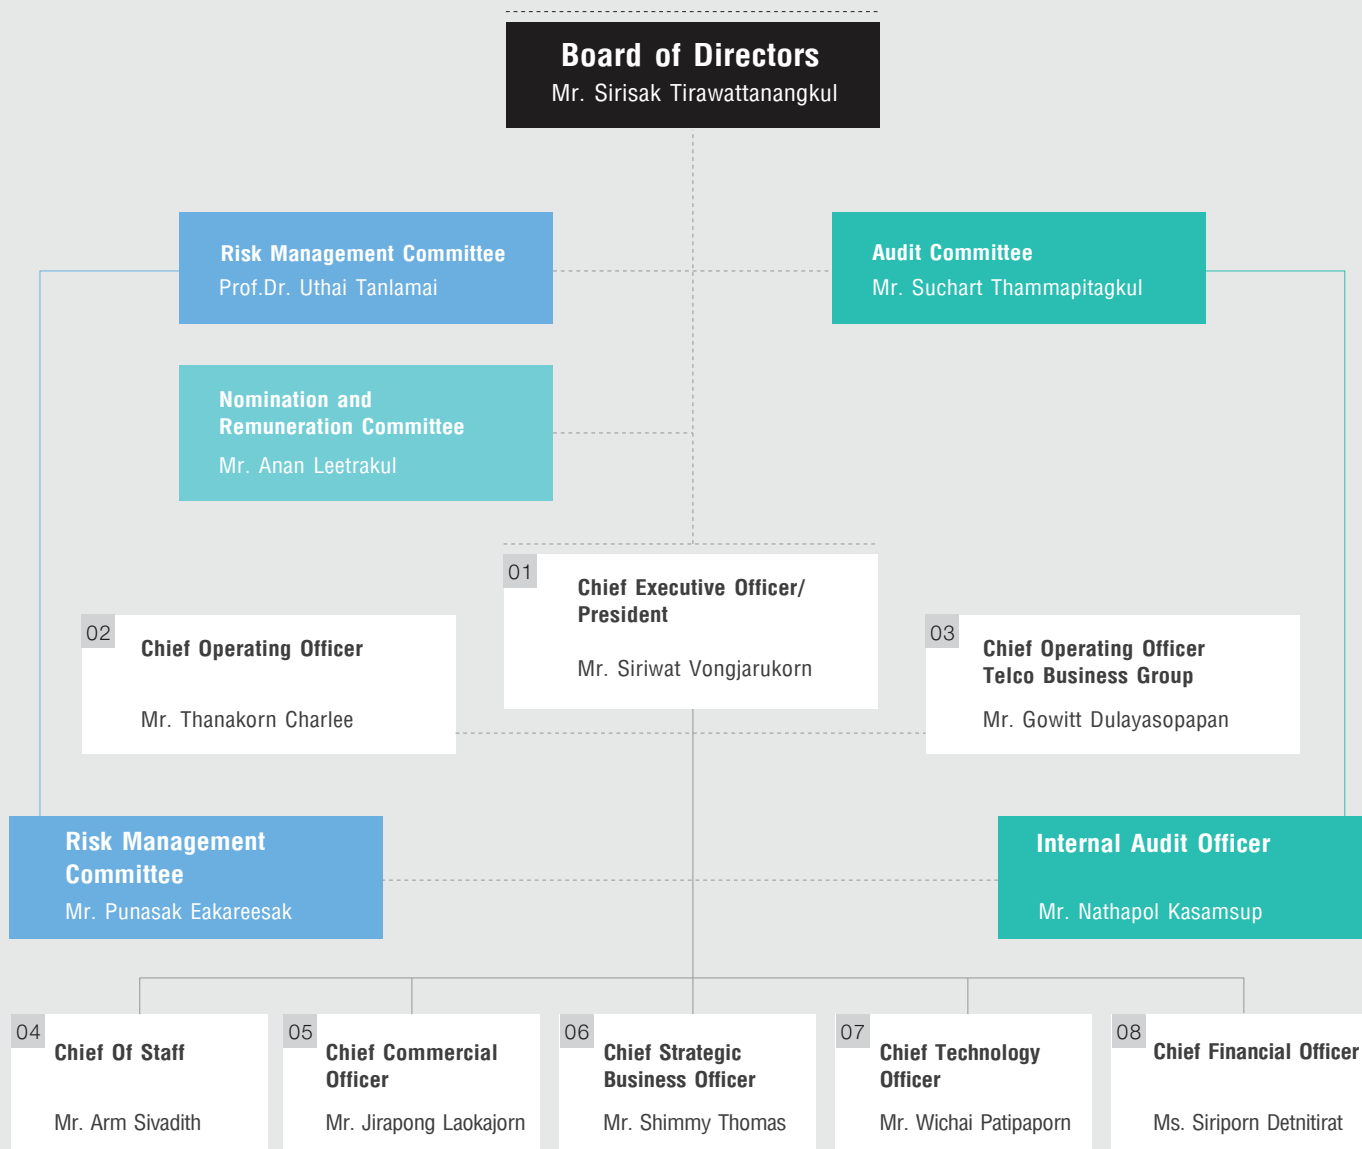 Board of Directors
Mr. Sirisak Tirawattanangkul
Risk Management Committee
Prof.Dr. Uthai Tanlamai
Audit Committee
Mr. Suchart Thammapitagkul
Nomination and
Remuneration Committee
Mr. Anan Leetrakul
01
Chief Executive Officer/
President
Mr. Siriwat Vongjarukorn
02
Chief Operating Officer
Mr. Thanakorn Charlee
03
Chief Operating Officer
Telco Business Group
Mr. Gowitt Dulayasopapan
Risk Management
Committee
Mr. Punasak Eakareesak
Internal Audit Officer
Mr. Nathapol Kasamsup
04
Chief Of Staff
Mr. Arm Sivadith
05
Chief Commercial
Officer
Mr. Jirapong Laokajorn
06
Chief Strategic
Business Officer
Mr. Shimmy Thomas
07
Chief Technology
Officer
Mr. Wichai Patipaporn
08
Chief Financial Officer
Ms. Siriporn Detnitirat